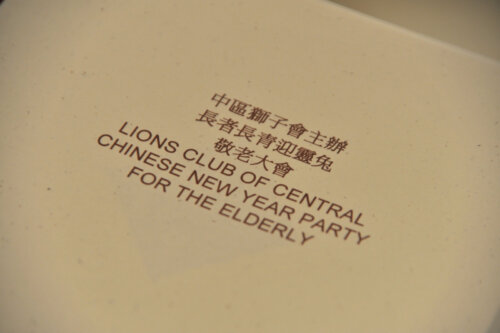 中區獅子會主辦
長者長青迎靈兔
敬老大會
LIONS CLUB OF CENTRAL
CHINESE NEW YEAR PARTY
FOR THE ELDERLY